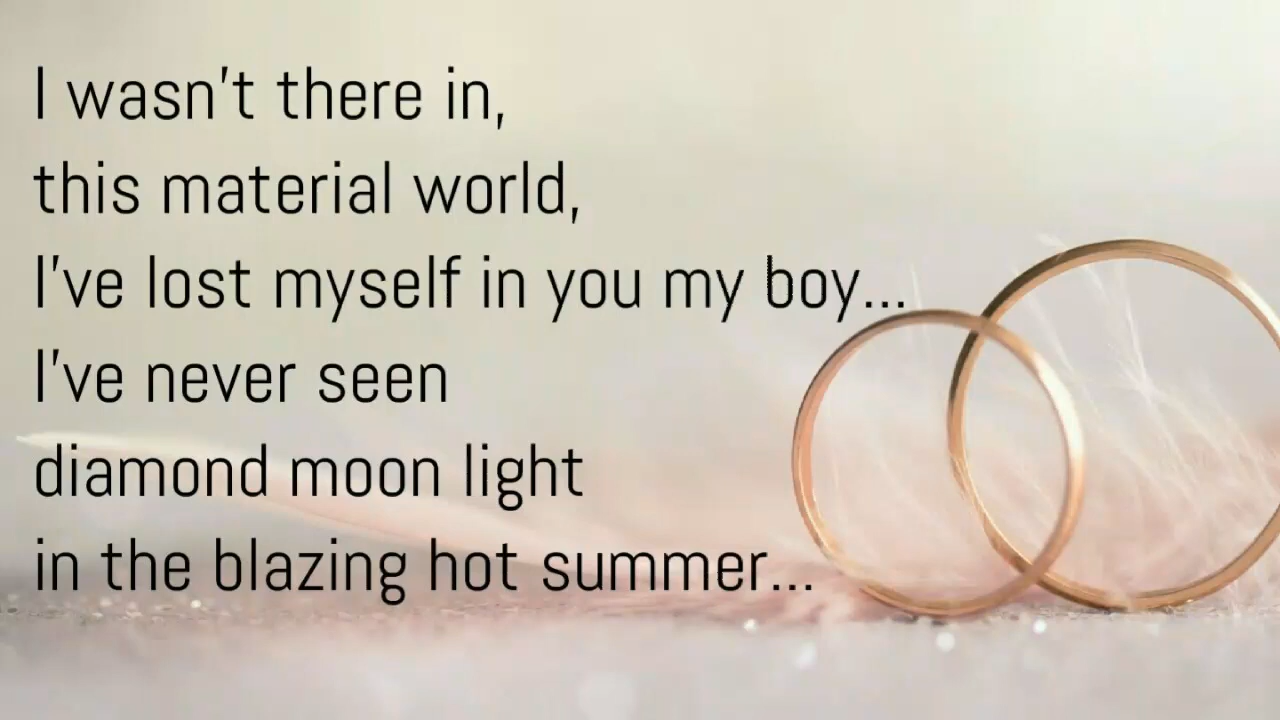 I wasn't there in,
this material world,
I've lost myself in you my boy...
I've never seen
diamond moon light
in the blazing hot summer...